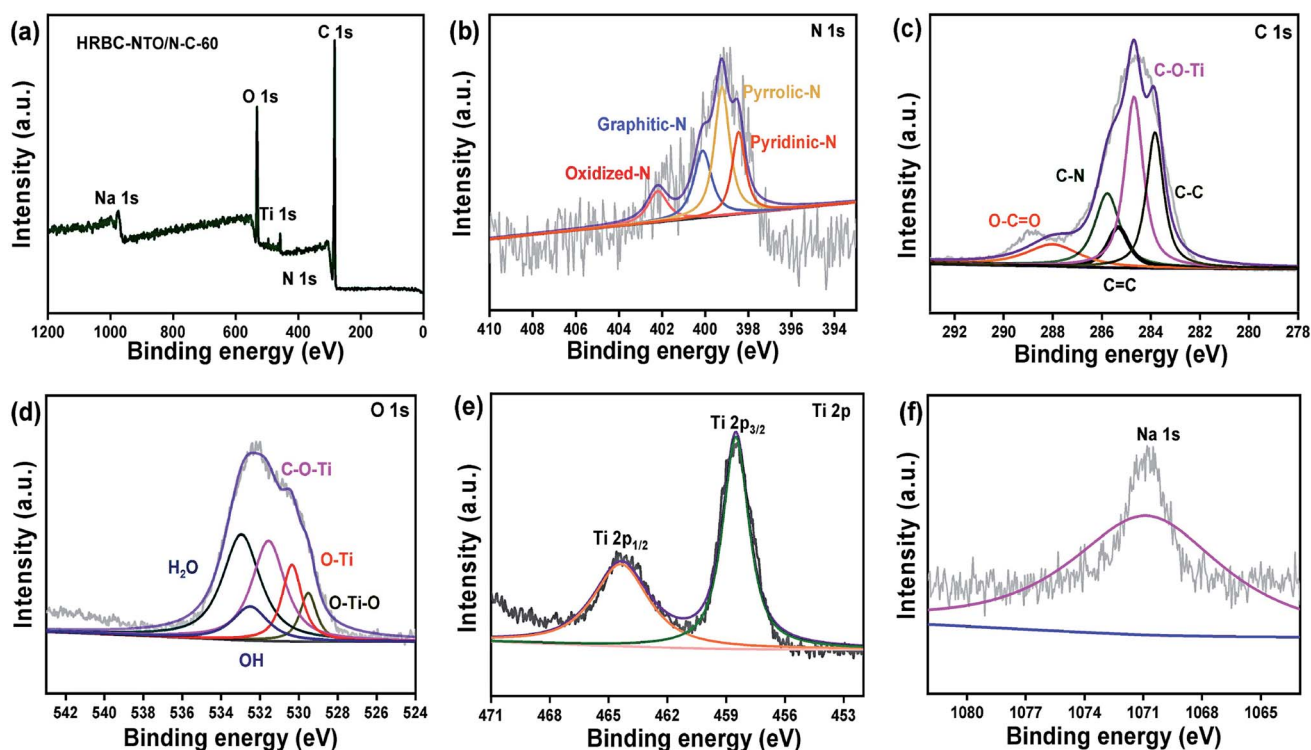 (a)
HRBC-NTO/N-C-60
C 1s
O 1s
Na 1s
Ti 1s
N 1s
Intensity (a.u.)
1200 1000 800 600 400 200 0
Binding energy (eV)
(b)
N 1s
Pyrrolic-N
Graphitic-N
Pyridinic-N
Oxidized-N
Intensity (a.u.)
410 408 406 404 402 400 398 396 394
Binding energy (eV)
(c)
C 1s
C-O-Ti
C-N
C-C
O-C=O
C=C
Intensity (a.u.)
292 290 288 286 284 282 280 278
Binding energy (eV)
(d)
O 1s
C-O-Ti
H₂O
O-Ti
O-Ti-O
OH
Intensity (a.u.)
542 540 538 536 534 532 530 528 526 524
Binding energy (eV)
(e)
Ti 2p
Ti 2p₃/₂
Ti 2p₁/₂
Intensity (a.u.)
471 468 465 462 459 456 453
Binding energy (eV)
(f)
Na 1s
Intensity (a.u.)
1080 1077 1074 1071 1068 1065
Binding energy (eV)